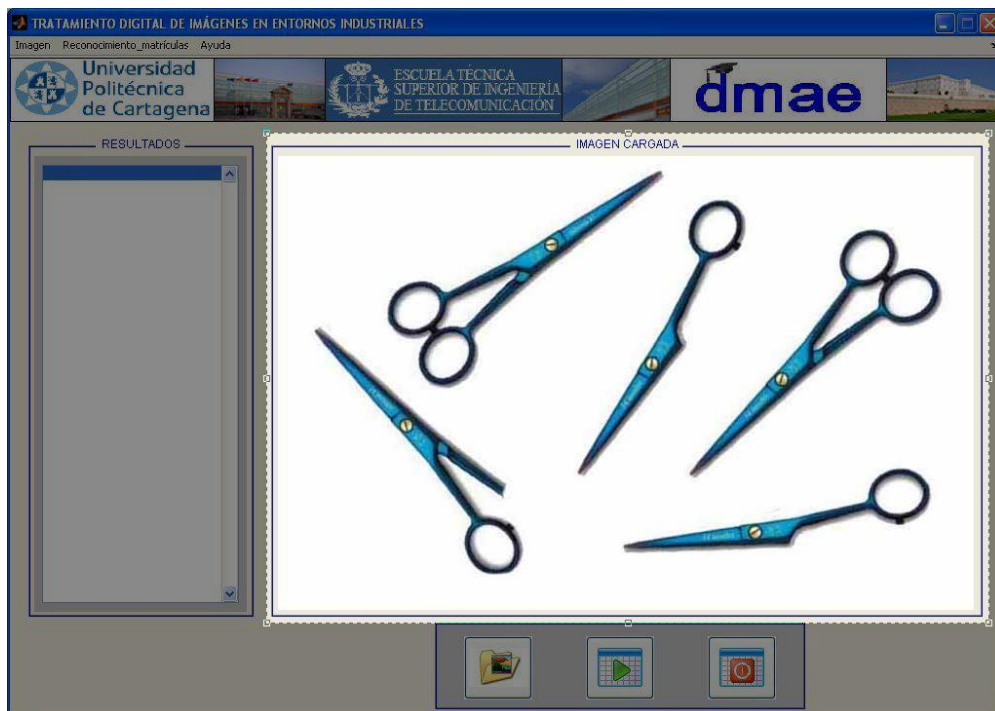 TRATAMIENTO DIGITAL DE IMÁGENES EN ENTORNOS INDUSTRIALES
Imagen Reconocimiento_matrículas Ayuda
Universidad
Politécnica
de Cartagena
ESCUELA TÉCNICA
SUPERIOR DE INGENIERÍA
DE TELECOMUNICACIÓN
dmae
RESULTADOS
IMAGEN CARGADA